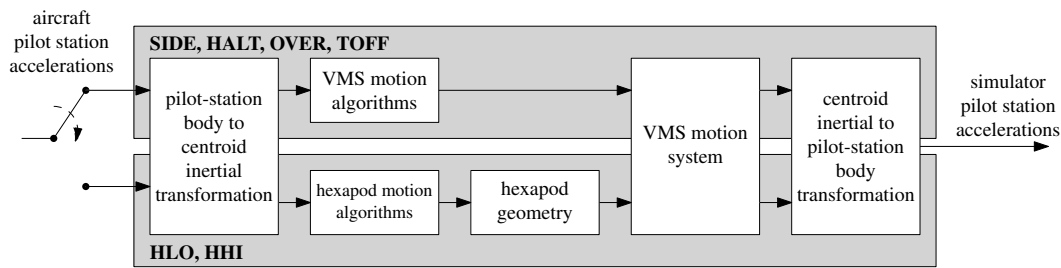 aircraft
pilot station
accelerations
SIDE, HALT, OVER, TOFF
pilot-station
body to
centroid
inertial
transformation
VMS motion
algorithms
VMS motion
system
centroid
inertial to
pilot-station
body
transformation
simulator
pilot station
accelerations
hexapod motion
algorithms
hexapod
geometry
HLO, HHI